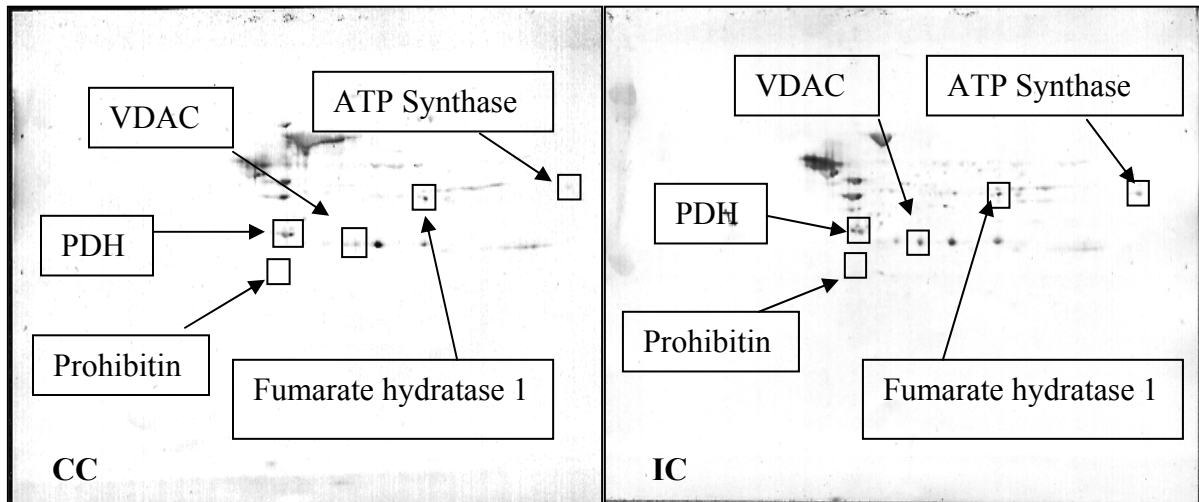 VDAC
ATP Synthase
PDH
Prohibitin
Fumarate hydratase 1
CC
VDAC
ATP Synthase
PDH
Prohibitin
Fumarate hydratase 1
IC